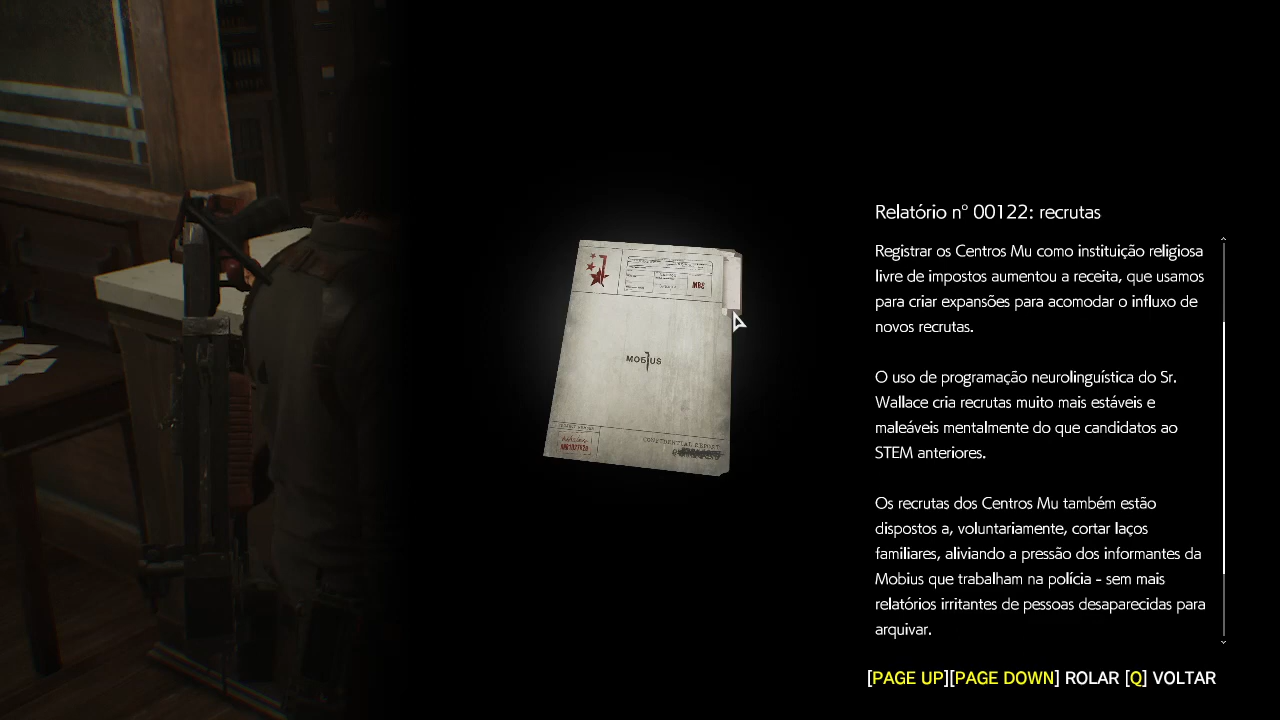 Relatório nº 00122: recrutas
Registrar os Centros Mu como instituição religiosa
livre de impostos aumentou a receita, que usamos
para criar expansões para acomodar o influxo de
novos recrutas.
O uso de programação neurolinguística do Sr.
Wallace cria recrutas muito mais estáveis e
maleáveis mentalmente do que candidatos ao
STEM anteriores.
Os recrutas dos Centros Mu também estão
dispostos a, voluntariamente, cortar laços
familiares, aliviando a pressão dos informantes da
Mobius que trabalham na polícia - sem mais
relatórios irritantes de pessoas desaparecidas para
arquivar.
MBS
MOBIUS
CONFIDENTIAL REPORT
[PAGE UP][PAGE DOWN] ROLAR [Q] VOLTAR